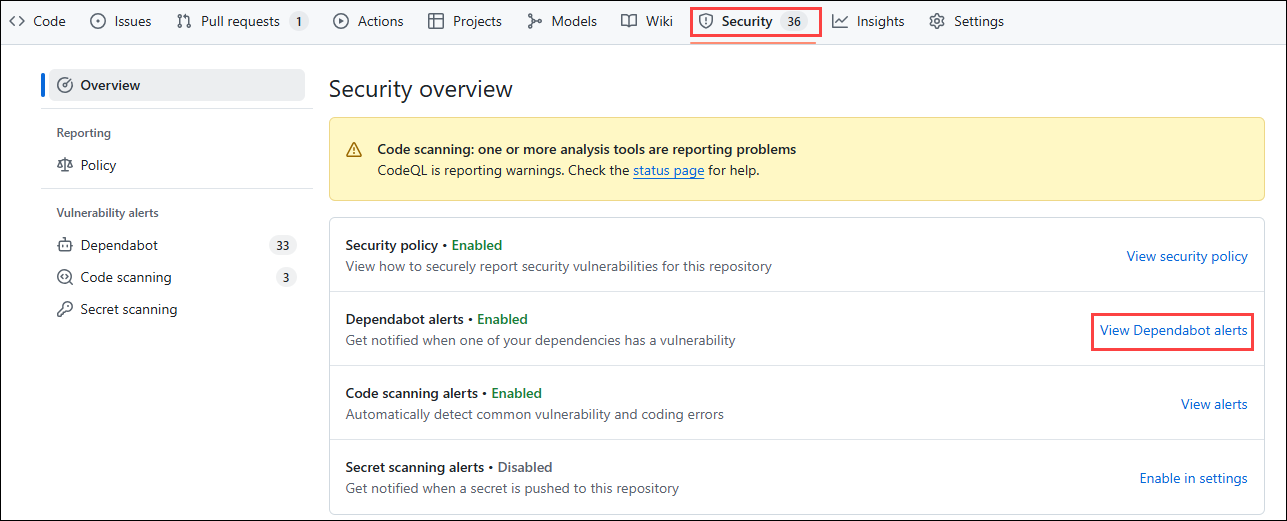 Code Issues Pull requests 1 Actions Projects Models Wiki Security 36 Insights Settings
Overview
Reporting
Policy
Vulnerability alerts
Dependabot 33
Code scanning 3
Secret scanning
Security overview
Code scanning: one or more analysis tools are reporting problems
CodeQL is reporting warnings. Check the status page for help.
Security policy • Enabled
View how to securely report security vulnerabilities for this repository
View security policy
Dependabot alerts • Enabled
Get notified when one of your dependencies has a vulnerability
View Dependabot alerts
Code scanning alerts • Enabled
Automatically detect common vulnerability and coding errors
View alerts
Secret scanning alerts • Disabled
Get notified when a secret is pushed to this repository
Enable in settings